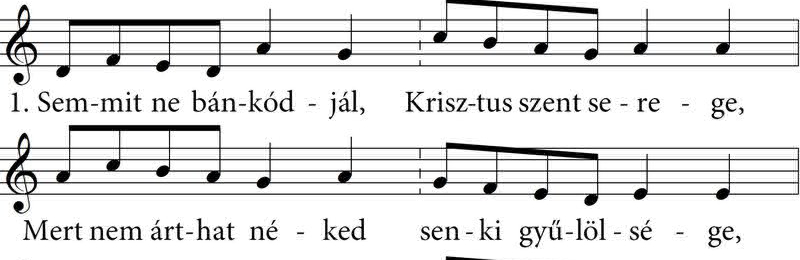 1. Sem-mit ne bán-kód - jál, Krisz-tus szent se - re - ge,
Mert nem árt-hat né - ked sen - ki gyű-löl - sé - ge,